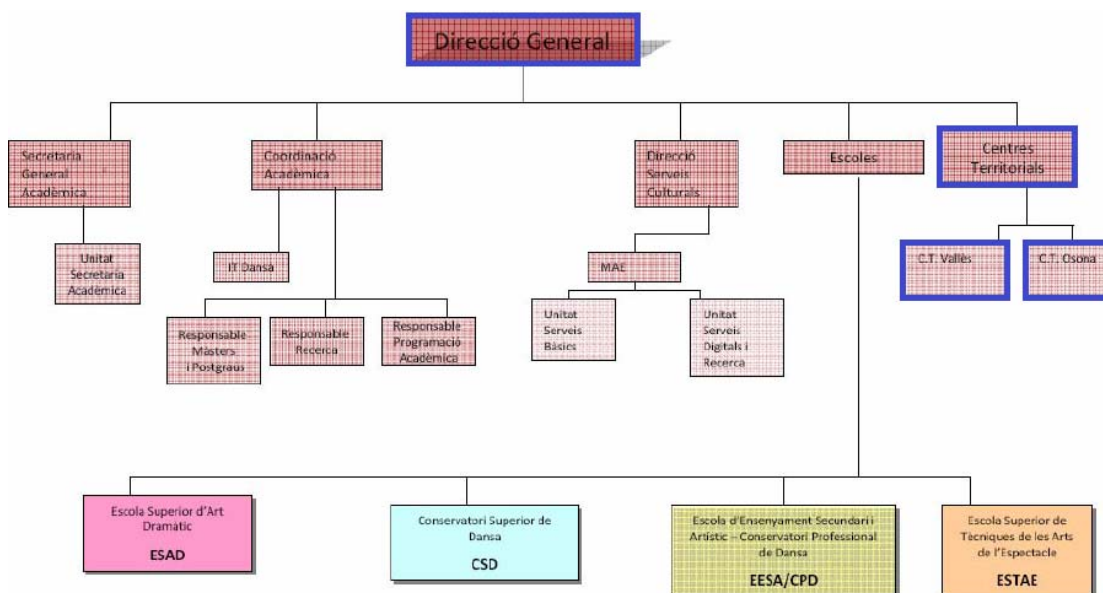 Direcció General
Secretaria
General
Acadèmica
Coordinació
Acadèmica
Direcció
Serveis
Culturals
Escoles
Centres
Territorials
Unitat
Secretaria
Acadèmica
IT Dansa
MAE
C.T. Vallès
C.T. Osona
Responsable
Màsters
i Postgraus
Responsable
Recerca
Responsable
Programació
Acadèmica
Unitat
Serveis
Bàsics
Unitat
Serveis
Digitals i
Recerca
Escola Superior d'Art
Dramàtic
ESAD
Conservatori Superior de
Dansa
CSD
Escola d'Ensenyament Secundari i
Artístic – Conservatori Professional
de Dansa
EESA/CPD
Escola Superior de
Tècniques de les Arts
de l'Espectacle
ESTAE